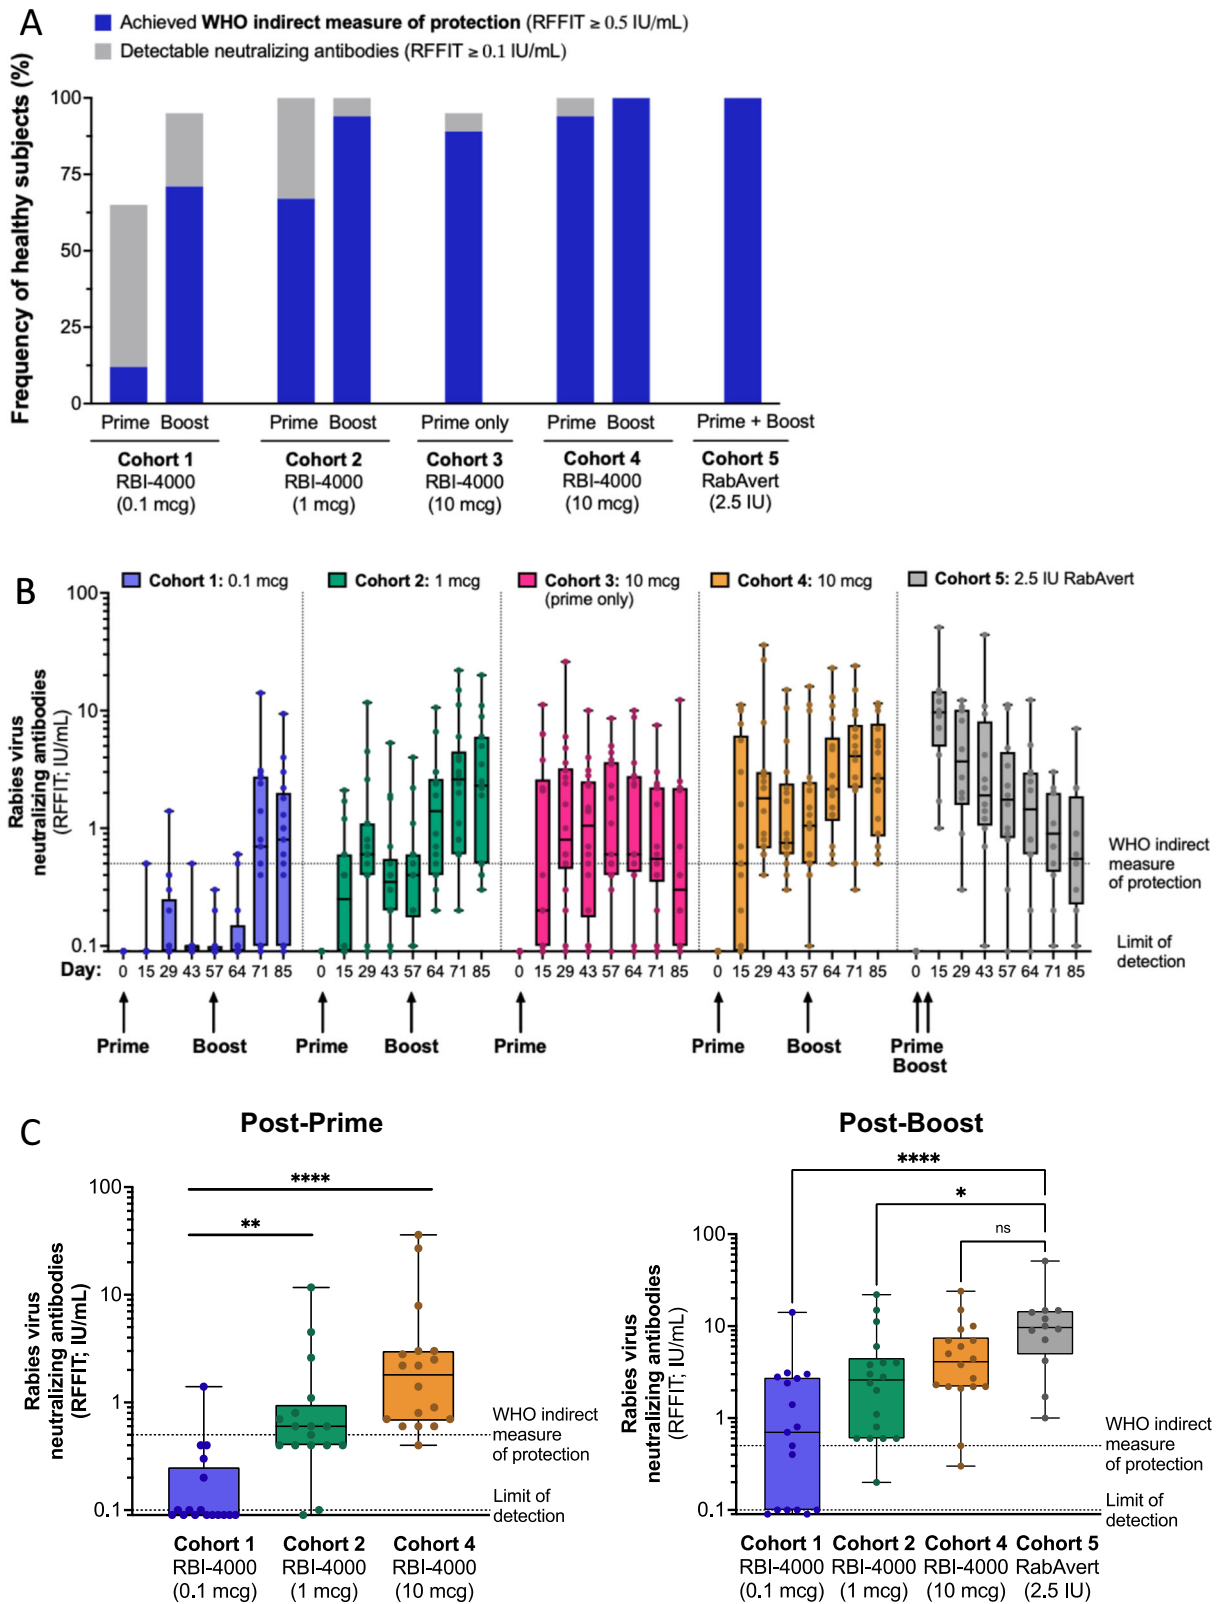 A
Achieved WHO indirect measure of protection (RFFIT ≥ 0.5 IU/mL)
Detectable neutralizing antibodies (RFFIT ≥ 0.1 IU/mL)
Frequency of healthy subjects (%)
100
75
50
25
0
Prime Boost Prime Boost Prime only Prime Boost Prime + Boost
Cohort 1 Cohort 2 Cohort 3 Cohort 4 Cohort 5
RBI-4000 RBI-4000 RBI-4000 RBI-4000 RabAvert
(0.1 mcg) (1 mcg) (10 mcg) (10 mcg) (2.5 IU)
B
Cohort 1: 0.1 mcg Cohort 2: 1 mcg Cohort 3: 10 mcg Cohort 4: 10 mcg Cohort 5: 2.5 IU RabAvert
(prime only)
Rabies virus
neutralizing antibodies
(RFFIT; IU/mL)
100
10
1
0.1
WHO indirect
measure
of protection
Limit of
detection
Day: 0 15 29 43 57 64 71 85 0 15 29 43 57 64 71 85 0 15 29 43 57 64 71 85 0 15 29 43 57 64 71 85 0 15 29 43 57 64 71 85
Prime Boost Prime Boost Prime Prime Boost Prime
Boost
C
Post-Prime
Rabies virus
neutralizing antibodies
(RFFIT; IU/mL)
100
10
1
0.1
****
**
WHO indirect
measure
of protection
Limit of
detection
Cohort 1 Cohort 2 Cohort 4
RBI-4000 RBI-4000 RBI-4000
(0.1 mcg) (1 mcg) (10 mcg)
Post-Boost
****
*
ns
Rabies virus
neutralizing antibodies
(RFFIT; IU/mL)
100
10
1
0.1
WHO indirect
measure
of protection
Limit of
detection
Cohort 1 Cohort 2 Cohort 4 Cohort 5
RBI-4000 RBI-4000 RBI-4000 RabAvert
(0.1 mcg) (1 mcg) (10 mcg) (2.5 IU)